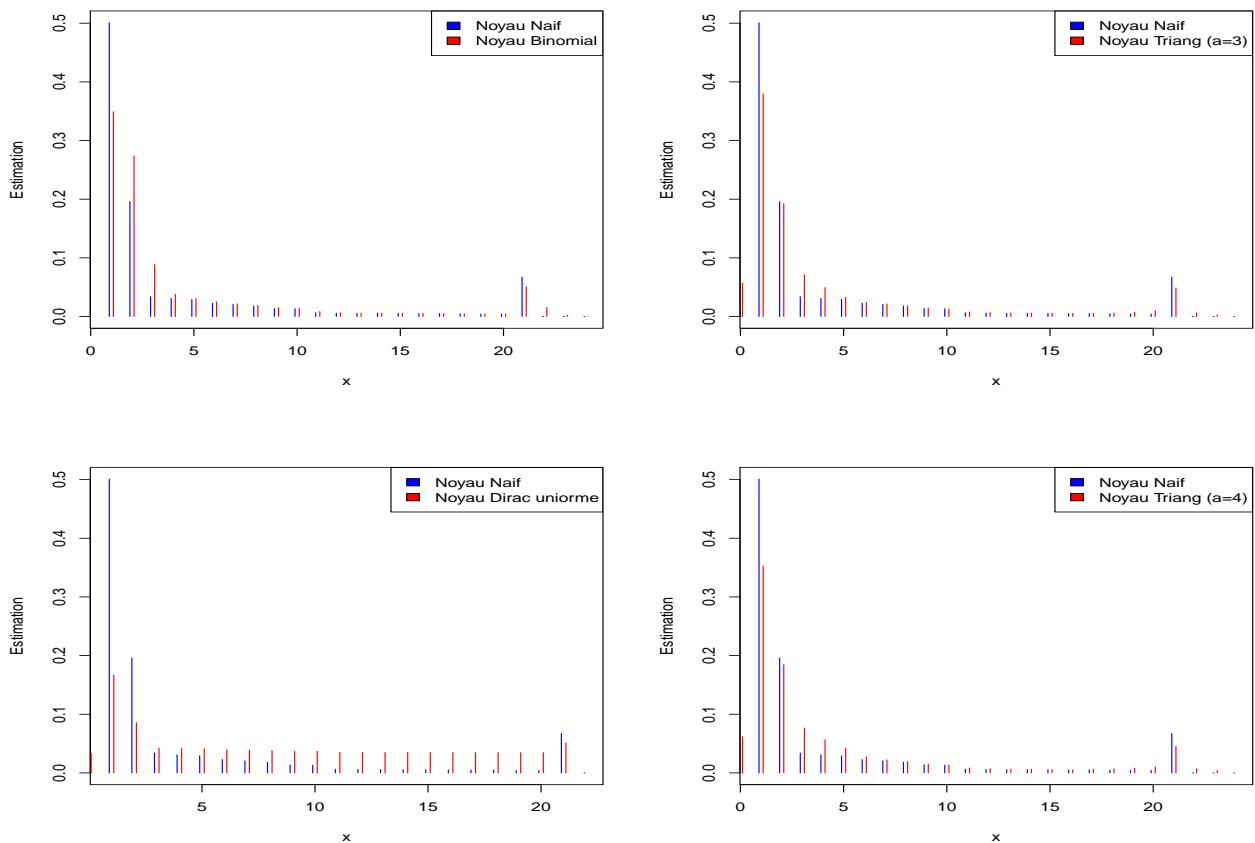 Noyau Naif
Noyau Binomial
Estimation
0.0 0.1 0.2 0.3 0.4 0.5
0 5 10 15 20
x
Noyau Naif
Noyau Triang (a=3)
Estimation
0.0 0.1 0.2 0.3 0.4 0.5
0 5 10 15 20
x
Noyau Naif
Noyau Dirac uniorme
Estimation
0.0 0.1 0.2 0.3 0.4 0.5
5 10 15 20
x
Noyau Naif
Noyau Triang (a=4)
Estimation
0.0 0.1 0.2 0.3 0.4 0.5
0 5 10 15 20
x